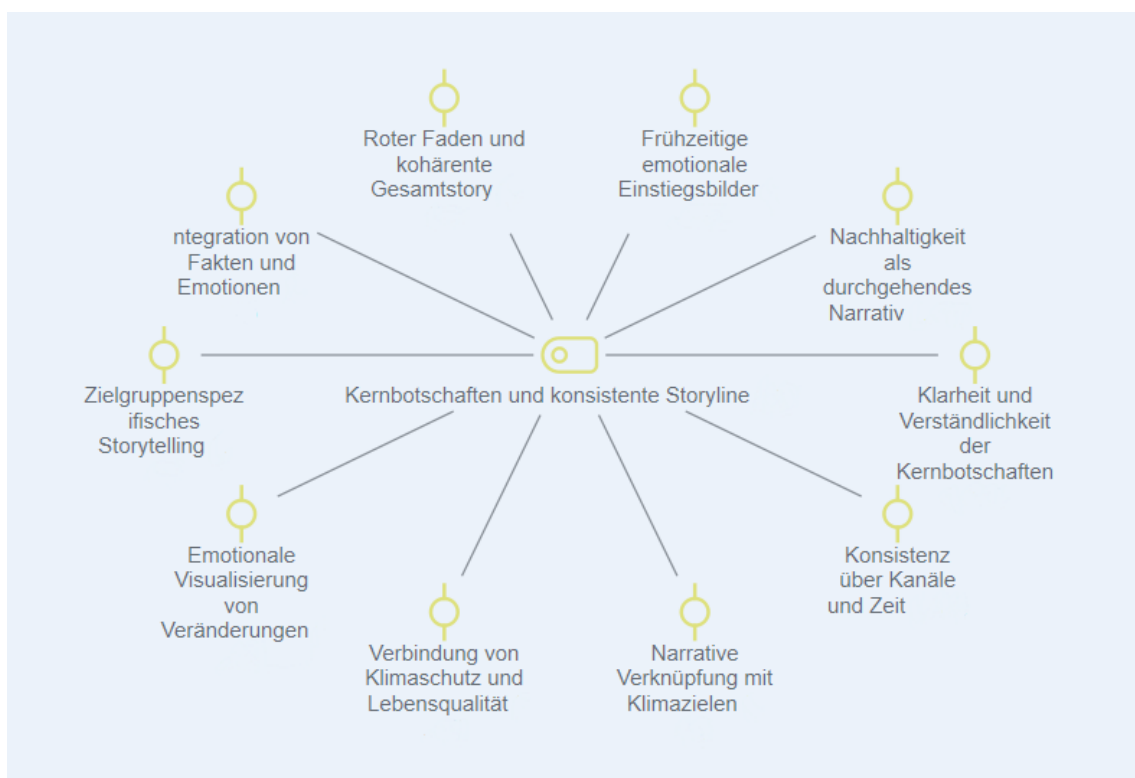 Roter Faden und
kohärente
Gesamtstory
Frühzeitige
emotionale
Einstiegsbilder
ntegration von
Fakten und
Emotionen
Nachhaltigkeit
als
durchgehendes
Narrativ
Zielgruppenspez
ifisches
Storytelling
Kernbotschaften und konsistente Storyline
Klarheit und
Verständlichkeit
der
Kernbotschaften
Emotionale
Visualisierung
von
Veränderungen
Konsistenz
über Kanäle
und Zeit
Verbindung von
Klimaschutz und
Lebensqualität
Narrative
Verknüpfung mit
Klimazielen